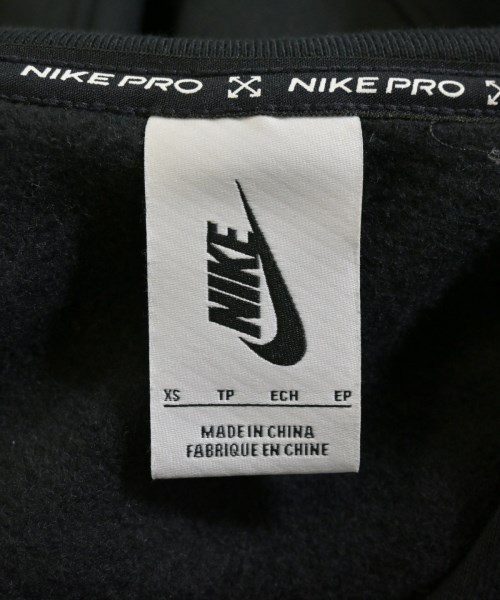 NIKE PRO NIKE PRO
NIKE
XS TP ECH EP
MADE IN CHINA
FABRIQUE EN CHINE